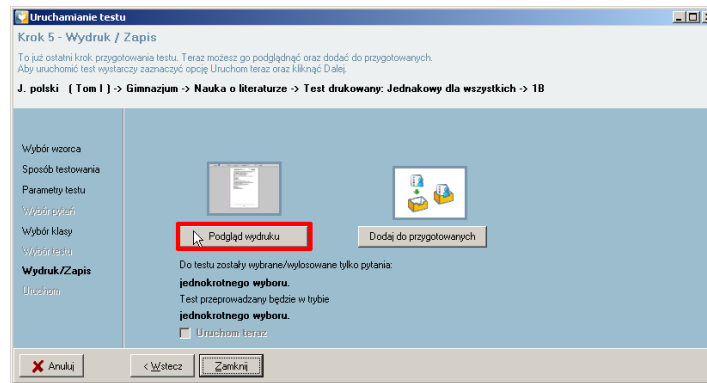 Uruchamianie testu
Krok 5 - Wydruk / Zapis
To już ostatni krok przygotowania testu. Teraz możesz go podglądnąć oraz dodać do przygotowanych.
Aby uruchomić test wystarczy zaznaczyć opcję Uruchom teraz oraz kliknąć Dalej.
J. polski ( Tom I ) -> Gimnazjum -> Nauka o literaturze -> Test drukowany: Jednakowy dla wszystkich -> 1B
Wybór wzorca
Sposób testowania
Parametry testu
Wybór pytań
Wybór klasy
Wybór testu
Wydruk/Zapis
Uruchom
Podgląd wydruku
Dodaj do przygotowanych
Do testu zostały wybrane/wylosowane tylko pytania:
jednokrotnego wyboru.
Test przeprowadzany będzie w trybie
jednokrotnego wyboru.
Uruchom teraz
Anuluj
< Wstecz
Zamknij